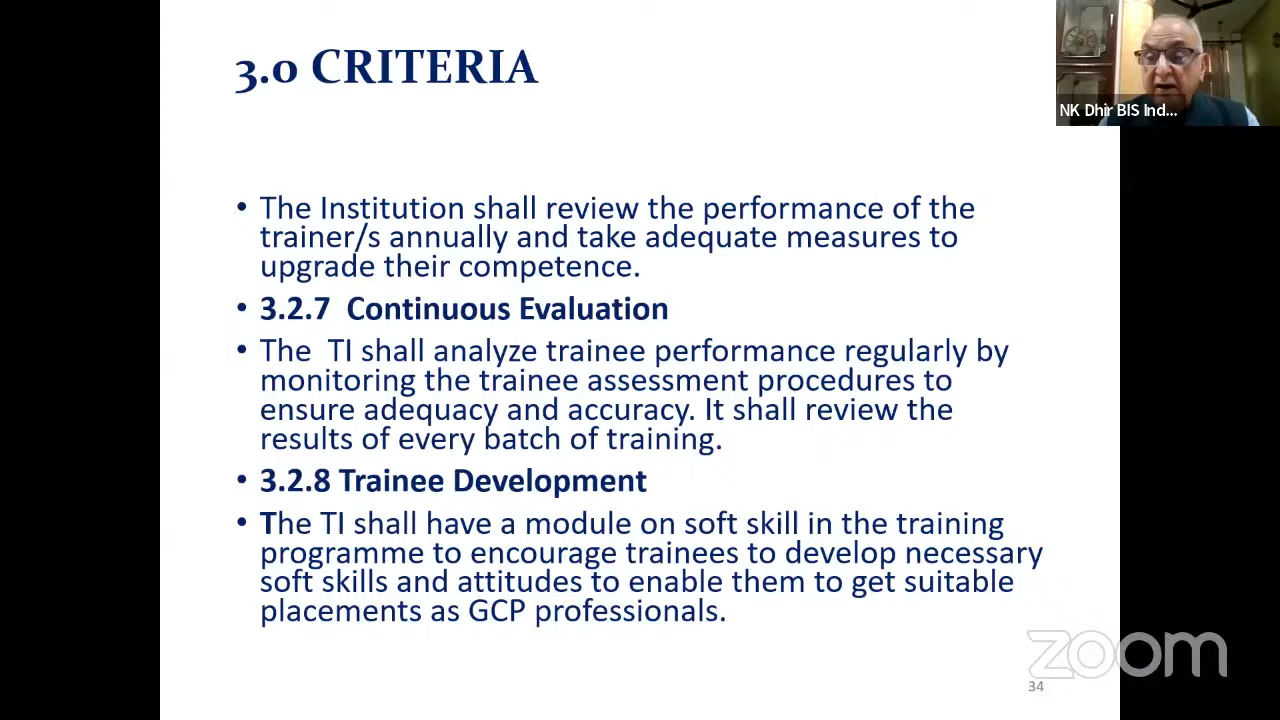 3.0 CRITERIA
NK Dhir BIS Ind...
• The Institution shall review the performance of the
trainer/s annually and take adequate measures to
upgrade their competence.
• 3.2.7 Continuous Evaluation
• The TI shall analyze trainee performance regularly by
monitoring the trainee assessment procedures to
ensure adequacy and accuracy. It shall review the
results of every batch of training.
• 3.2.8 Trainee Development
• The TI shall have a module on soft skill in the training
programme to encourage trainees to develop necessary
soft skills and attitudes to enable them to get suitable
placements as GCP professionals.
zoom
34